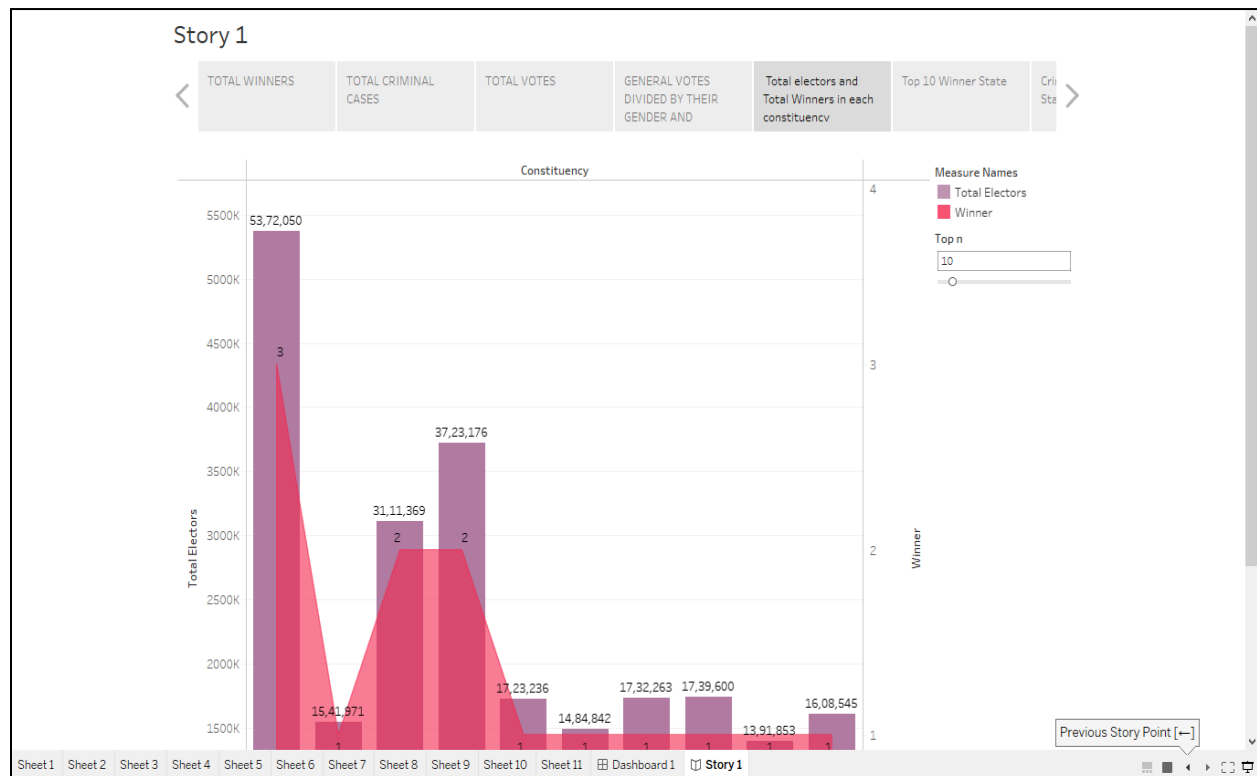 Story 1
TOTAL WINNERS
TOTAL CRIMINAL
CASES
TOTAL VOTES
GENERAL VOTES
DIVIDED BY THEIR
GENDER AND
Total electors and
Total Winners in each
constituency
Top 10 Winner State
Cri
Sta
Constituency
Measure Names
Total Electors
Winner
Top n
10
5500K
5000K
4500K
4000K
3500K
3000K
2500K
2000K
1500K
Total Electors
53,72,050
15,41,971
31,11,369
37,23,176
17,23,236
14,84,842
17,32,263
17,39,600
13,91,853
16,08,545
3
1
2
2
1
1
1
1
1
1
4
3
2
1
Winner
Previous Story Point [←]
Sheet 1 Sheet 2 Sheet 3 Sheet 4 Sheet 5 Sheet 6 Sheet 7 Sheet 8 Sheet 9 Sheet 10 Sheet 11 Dashboard 1 Story 1